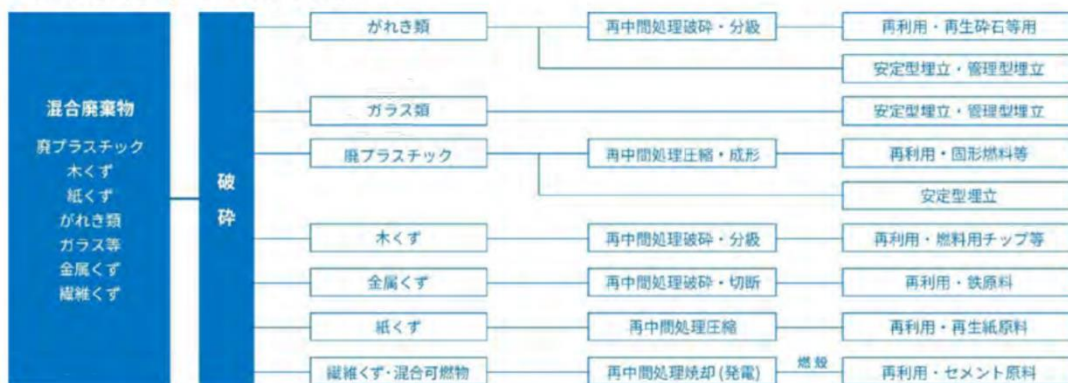 混合廃棄物
廃プラスチック
木くず
紙くず
がれき類
ガラス等
金属くず
繊維くず
破砕
がれき類
再中間処理破砕・分級
再利用・再生砕石等用
安定型埋立・管理型埋立
ガラス類
安定型埋立・管理型埋立
廃プラスチック
再中間処理圧縮・成形
再利用・固形燃料等
安定型埋立
木くず
再中間処理破砕・分級
再利用・燃料用チップ等
金属くず
再中間処理破砕・切断
再利用・鉄原料
紙くず
再中間処理圧縮
再利用・再生紙原料
繊維くず・混合可燃物
再中間処理焼却(発電)
燃殻
再利用・セメント原料